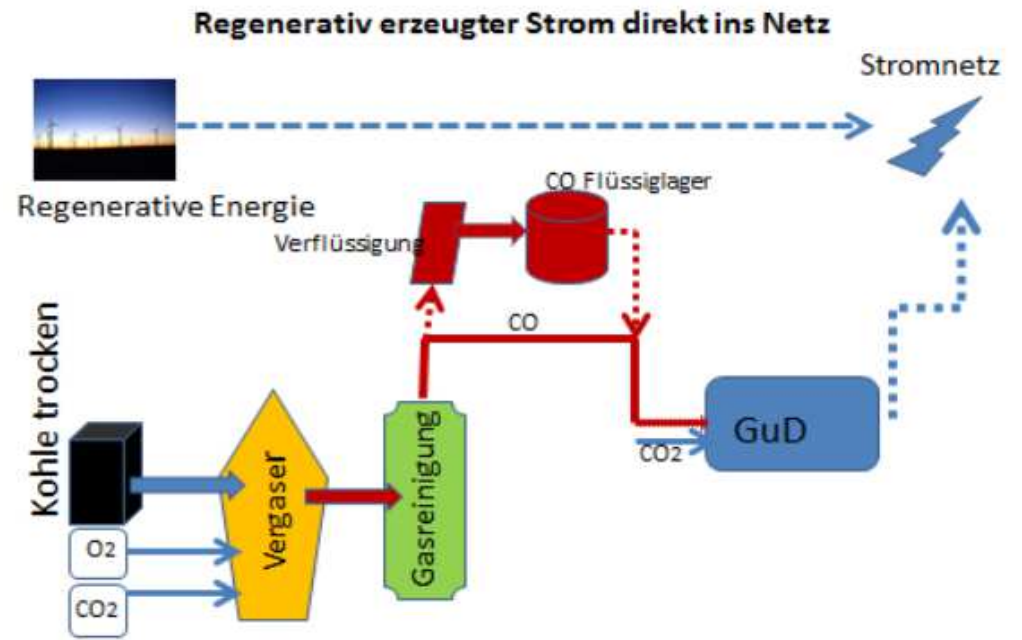 Regenerativ erzeugter Strom direkt ins Netz
Stromnetz
Regenerative Energie
CO Flüssiglager
Verflüssigung
CO
Kohle trocken
Vergaser
Gasreinigung
GuD
CO2
O2
CO2